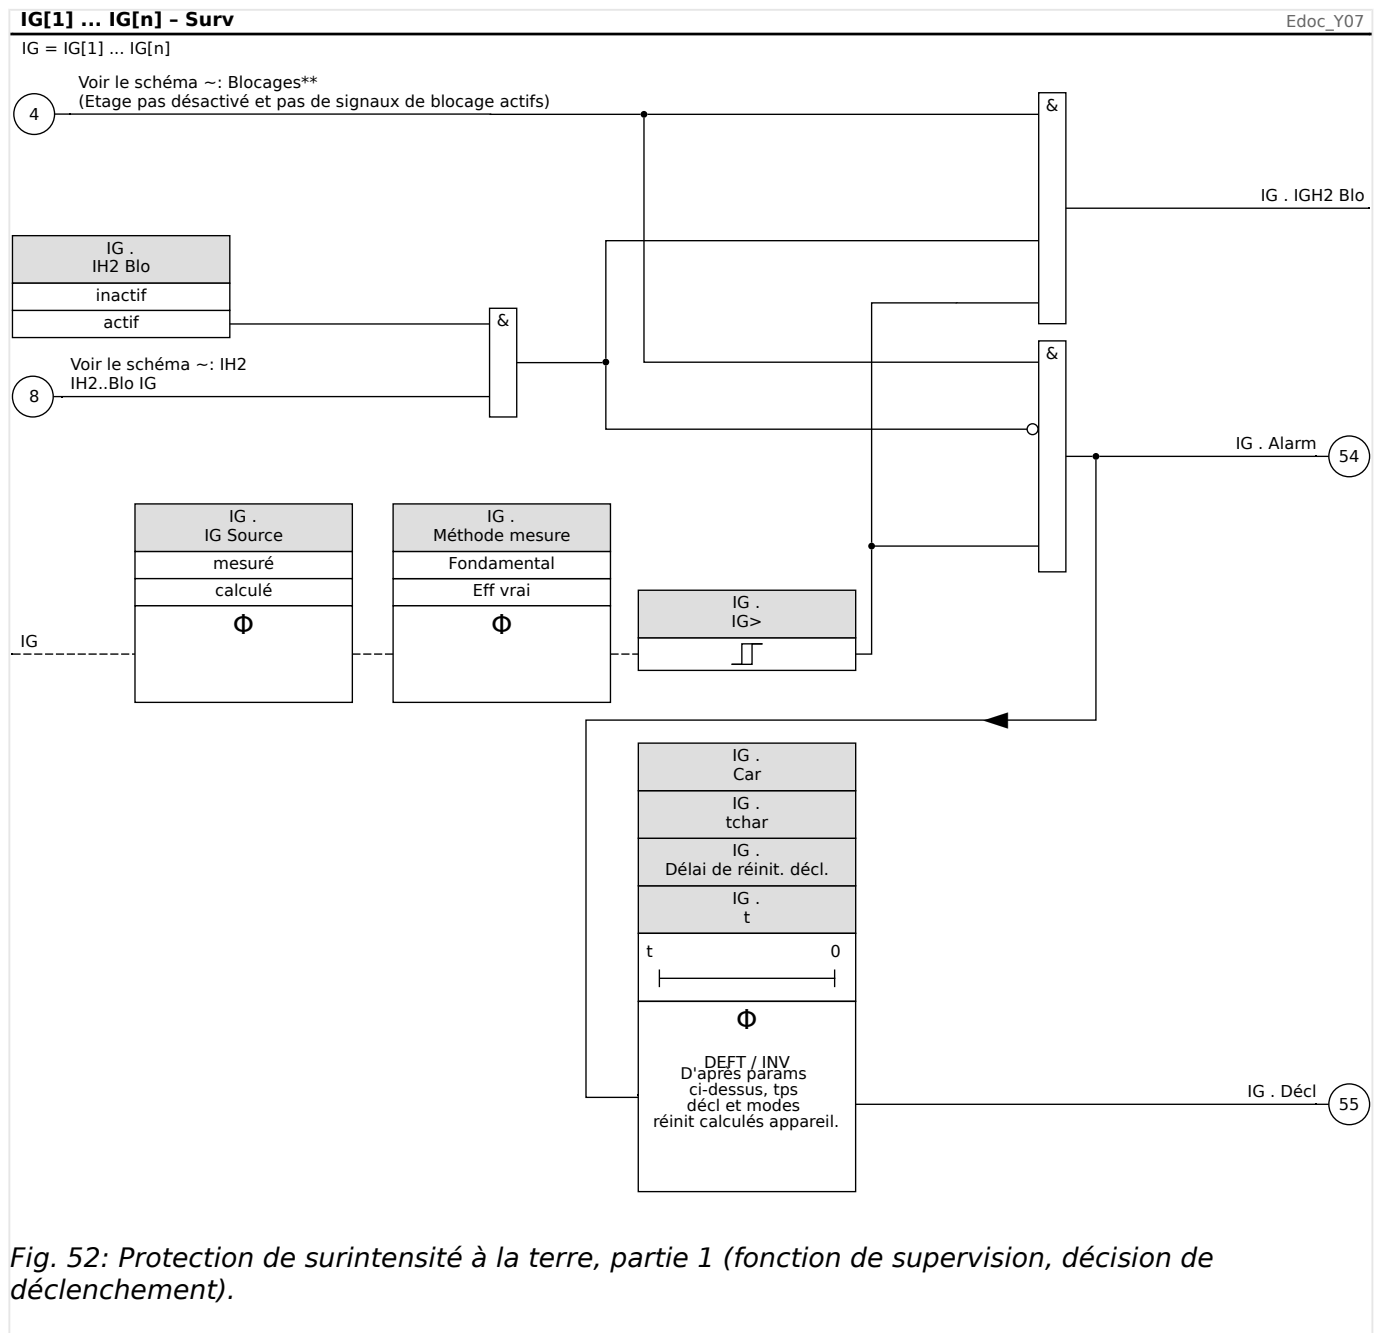 IG[1] ... IG[n] – Surv
Edoc_Y07
IG = IG[1] ... IG[n]
Voir le schéma ~: Blocages**
(Etage pas désactivé et pas de signaux de blocage actifs)
4
&
IG . IGH2 Blo
IG .
IH2 Blo
inactif
actif
&
&
Voir le schéma ~: IH2
IH2..Blo IG
8
IG . Alarm
54
IG .
IG Source
mesuré
calculé
Φ
IG .
Méthode mesure
Fondamental
Eff vrai
Φ
IG .
IG>
IG
IG .
Car
IG .
tchar
IG .
Délai de réinit. décl.
IG .
t
t
0
Φ
DEFT / INV
D'après params
ci-dessus, tps
décl et modes
réinit calculés appareil.
IG . Décl
55
Fig. 52: Protection de surintensité à la terre, partie 1 (fonction de supervision, décision de
déclenchement).